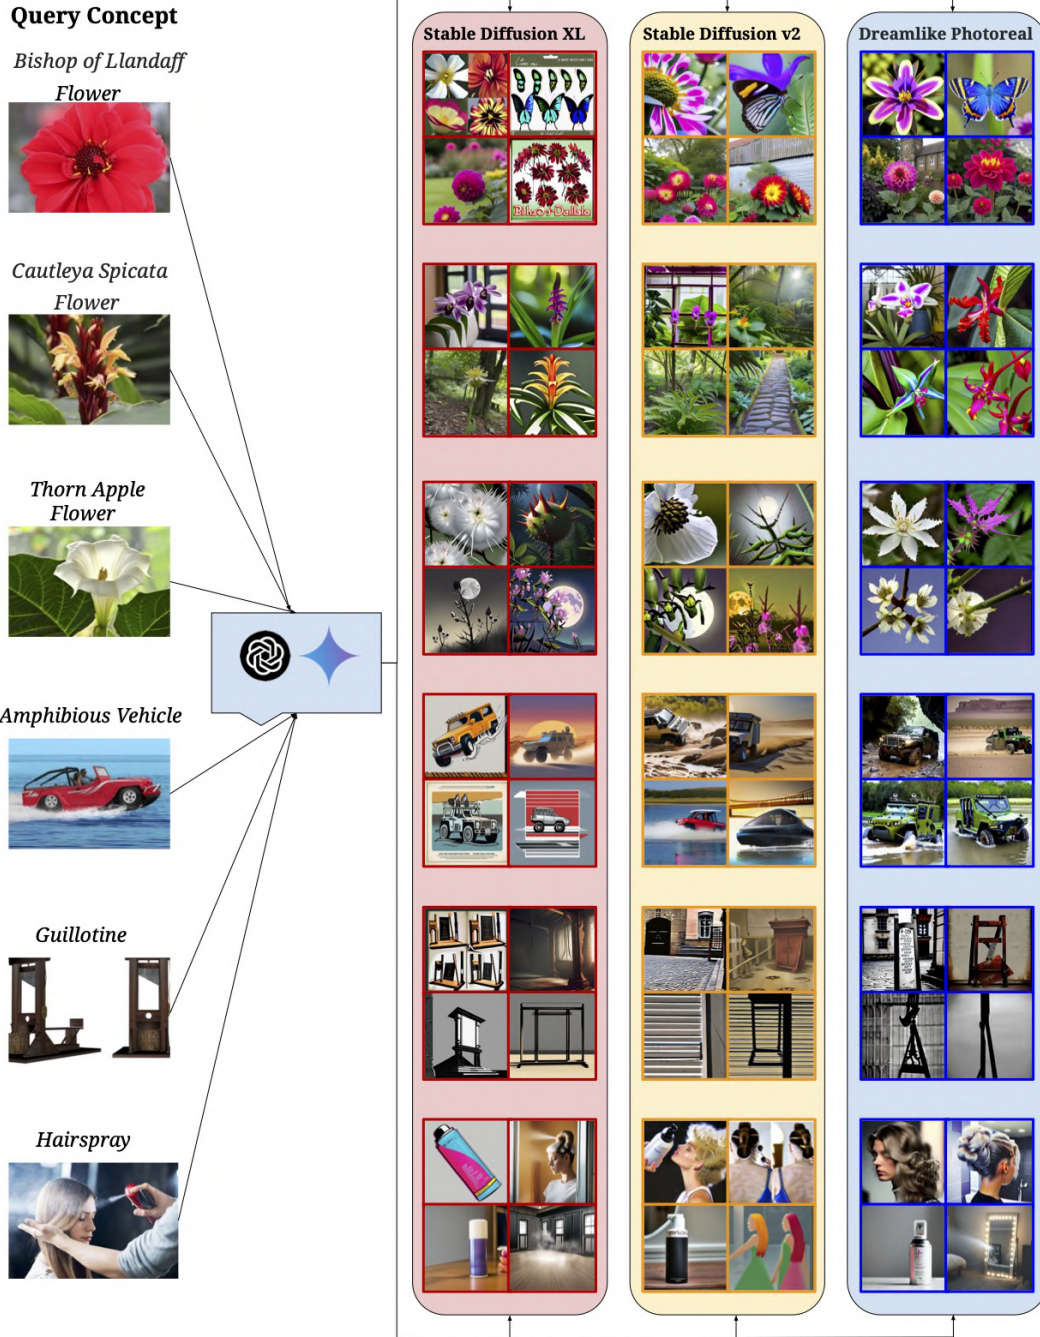 Query Concept
Stable Diffusion XL
Stable Diffusion v2
Dreamlike Photoreal
Bishop of Llandaff
Flower
Cautleya Spicata
Flower
Thorn Apple
Flower
Amphibious Vehicle
Guillotine
Hairspray